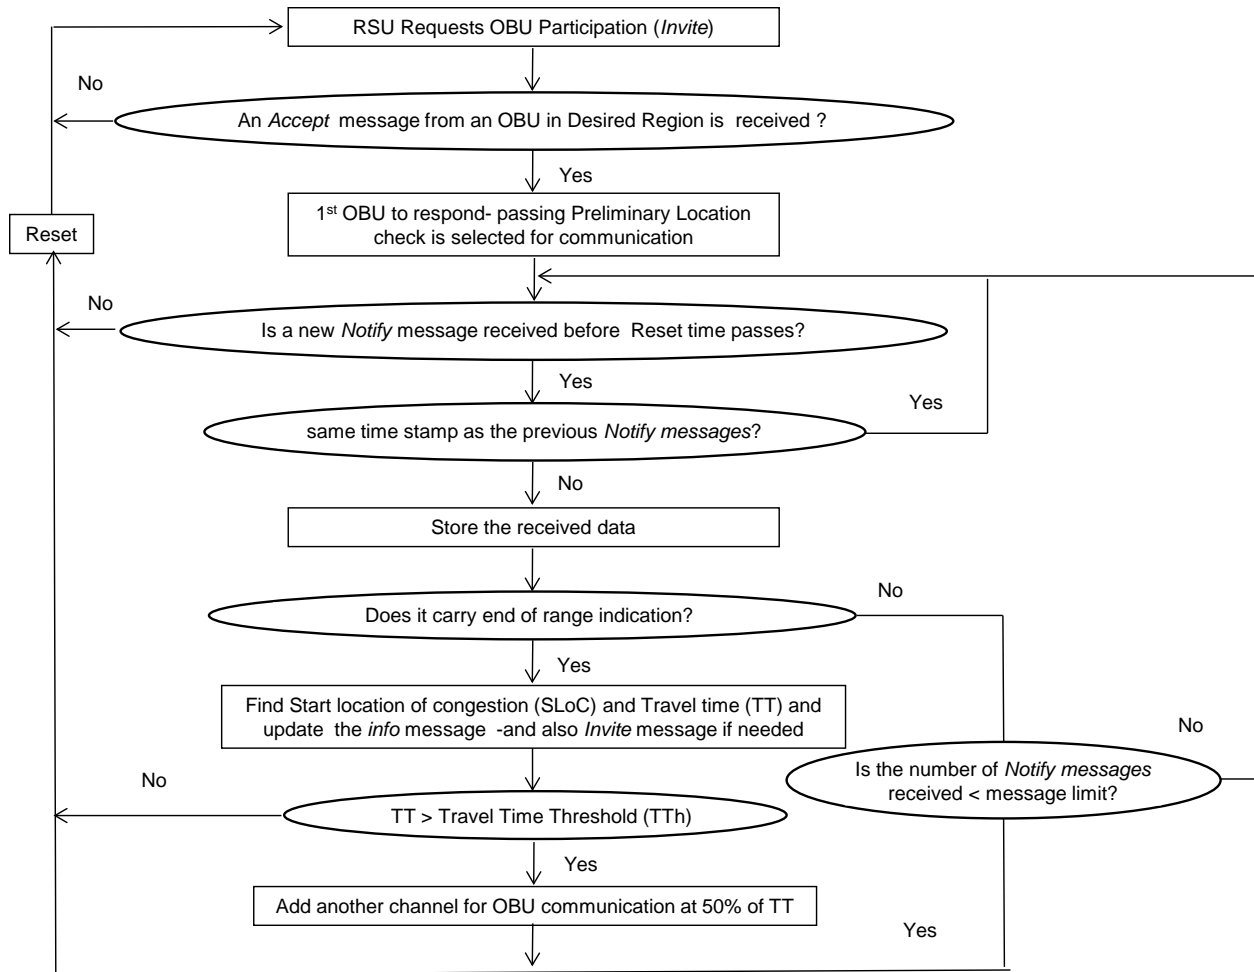 RSU Requests OBU Participation (Invite)
No
An Accept message from an OBU in Desired Region is received ?
Yes
1st OBU to respond- passing Preliminary Location
check is selected for communication
Reset
No
Is a new Notify message received before Reset time passes?
Yes
Yes
same time stamp as the previous Notify messages?
No
Store the received data
No
Does it carry end of range indication?
Yes
Find Start location of congestion (SLoC) and Travel time (TT) and
update the info message -and also Invite message if needed
No
No
Is the number of Notify messages
received < message limit?
TT > Travel Time Threshold (TTh)
Yes
Add another channel for OBU communication at 50% of TT
Yes